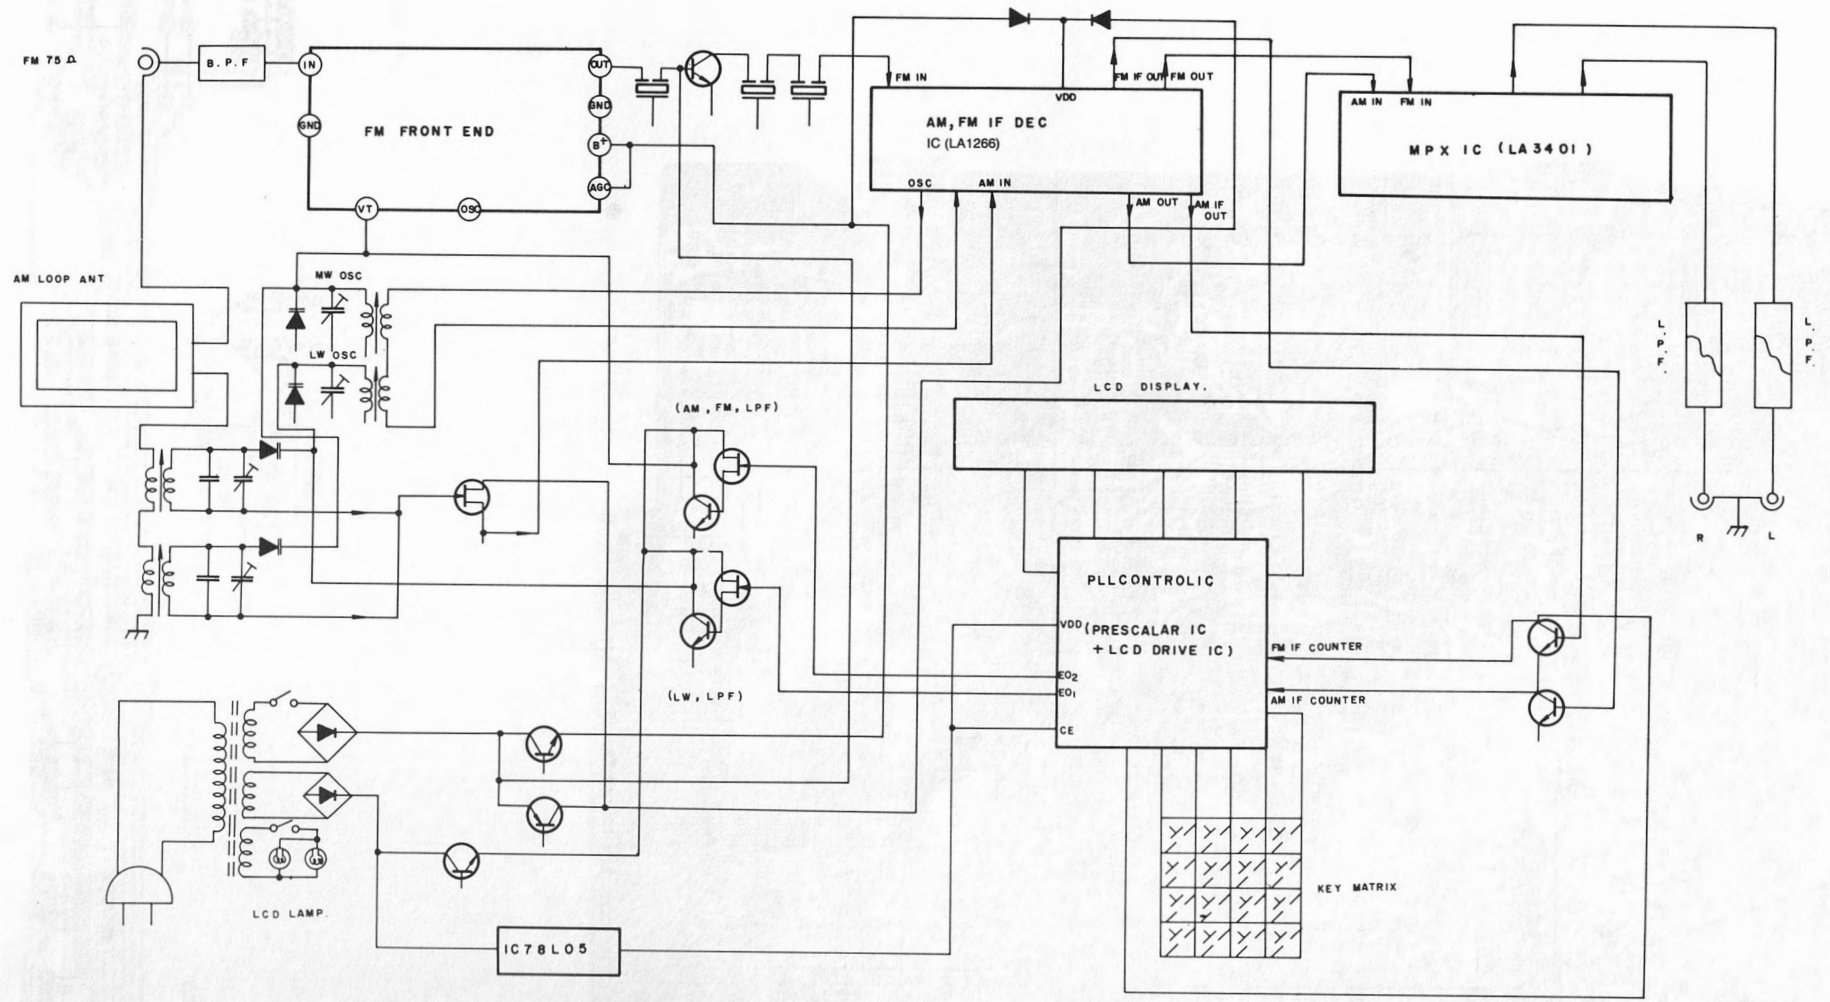 FM 75 Ω
B. P. F
IN
GND
FM FRONT END
OUT
GND
B+
AGC
VT
OSC
FM IN
VDD
FM IF OUT
FM OUT
AM, FM IF DEC
IC (LA1266)
OSC
AM IN
AM OUT
AM IF
OUT
AM IN
FM IN
MPX IC (LA3401)
AM LOOP ANT
MW OSC
LW OSC
L. P. F.
L. P. F.
R
L
(AM, FM, LPF)
(LW, LPF)
LCD DISPLAY.
PLLCONTROLIC
(PRESCALAR IC
+ LCD DRIVE IC)
VDD
EO2
EO1
CE
FM IF COUNTER
AM IF COUNTER
KEY MATRIX
LCD LAMP.
IC78L05